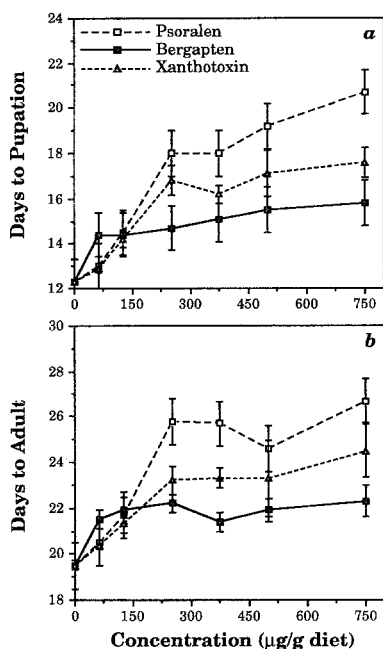 a
Psoralen
Bergapten
Xanthotoxin
Days to Pupation
24
22
20
18
16
14
12
0 150 300 450 600 750
b
Days to Adult
30
28
26
24
22
20
18
0 150 300 450 600 750
Concentration (µg/g diet)